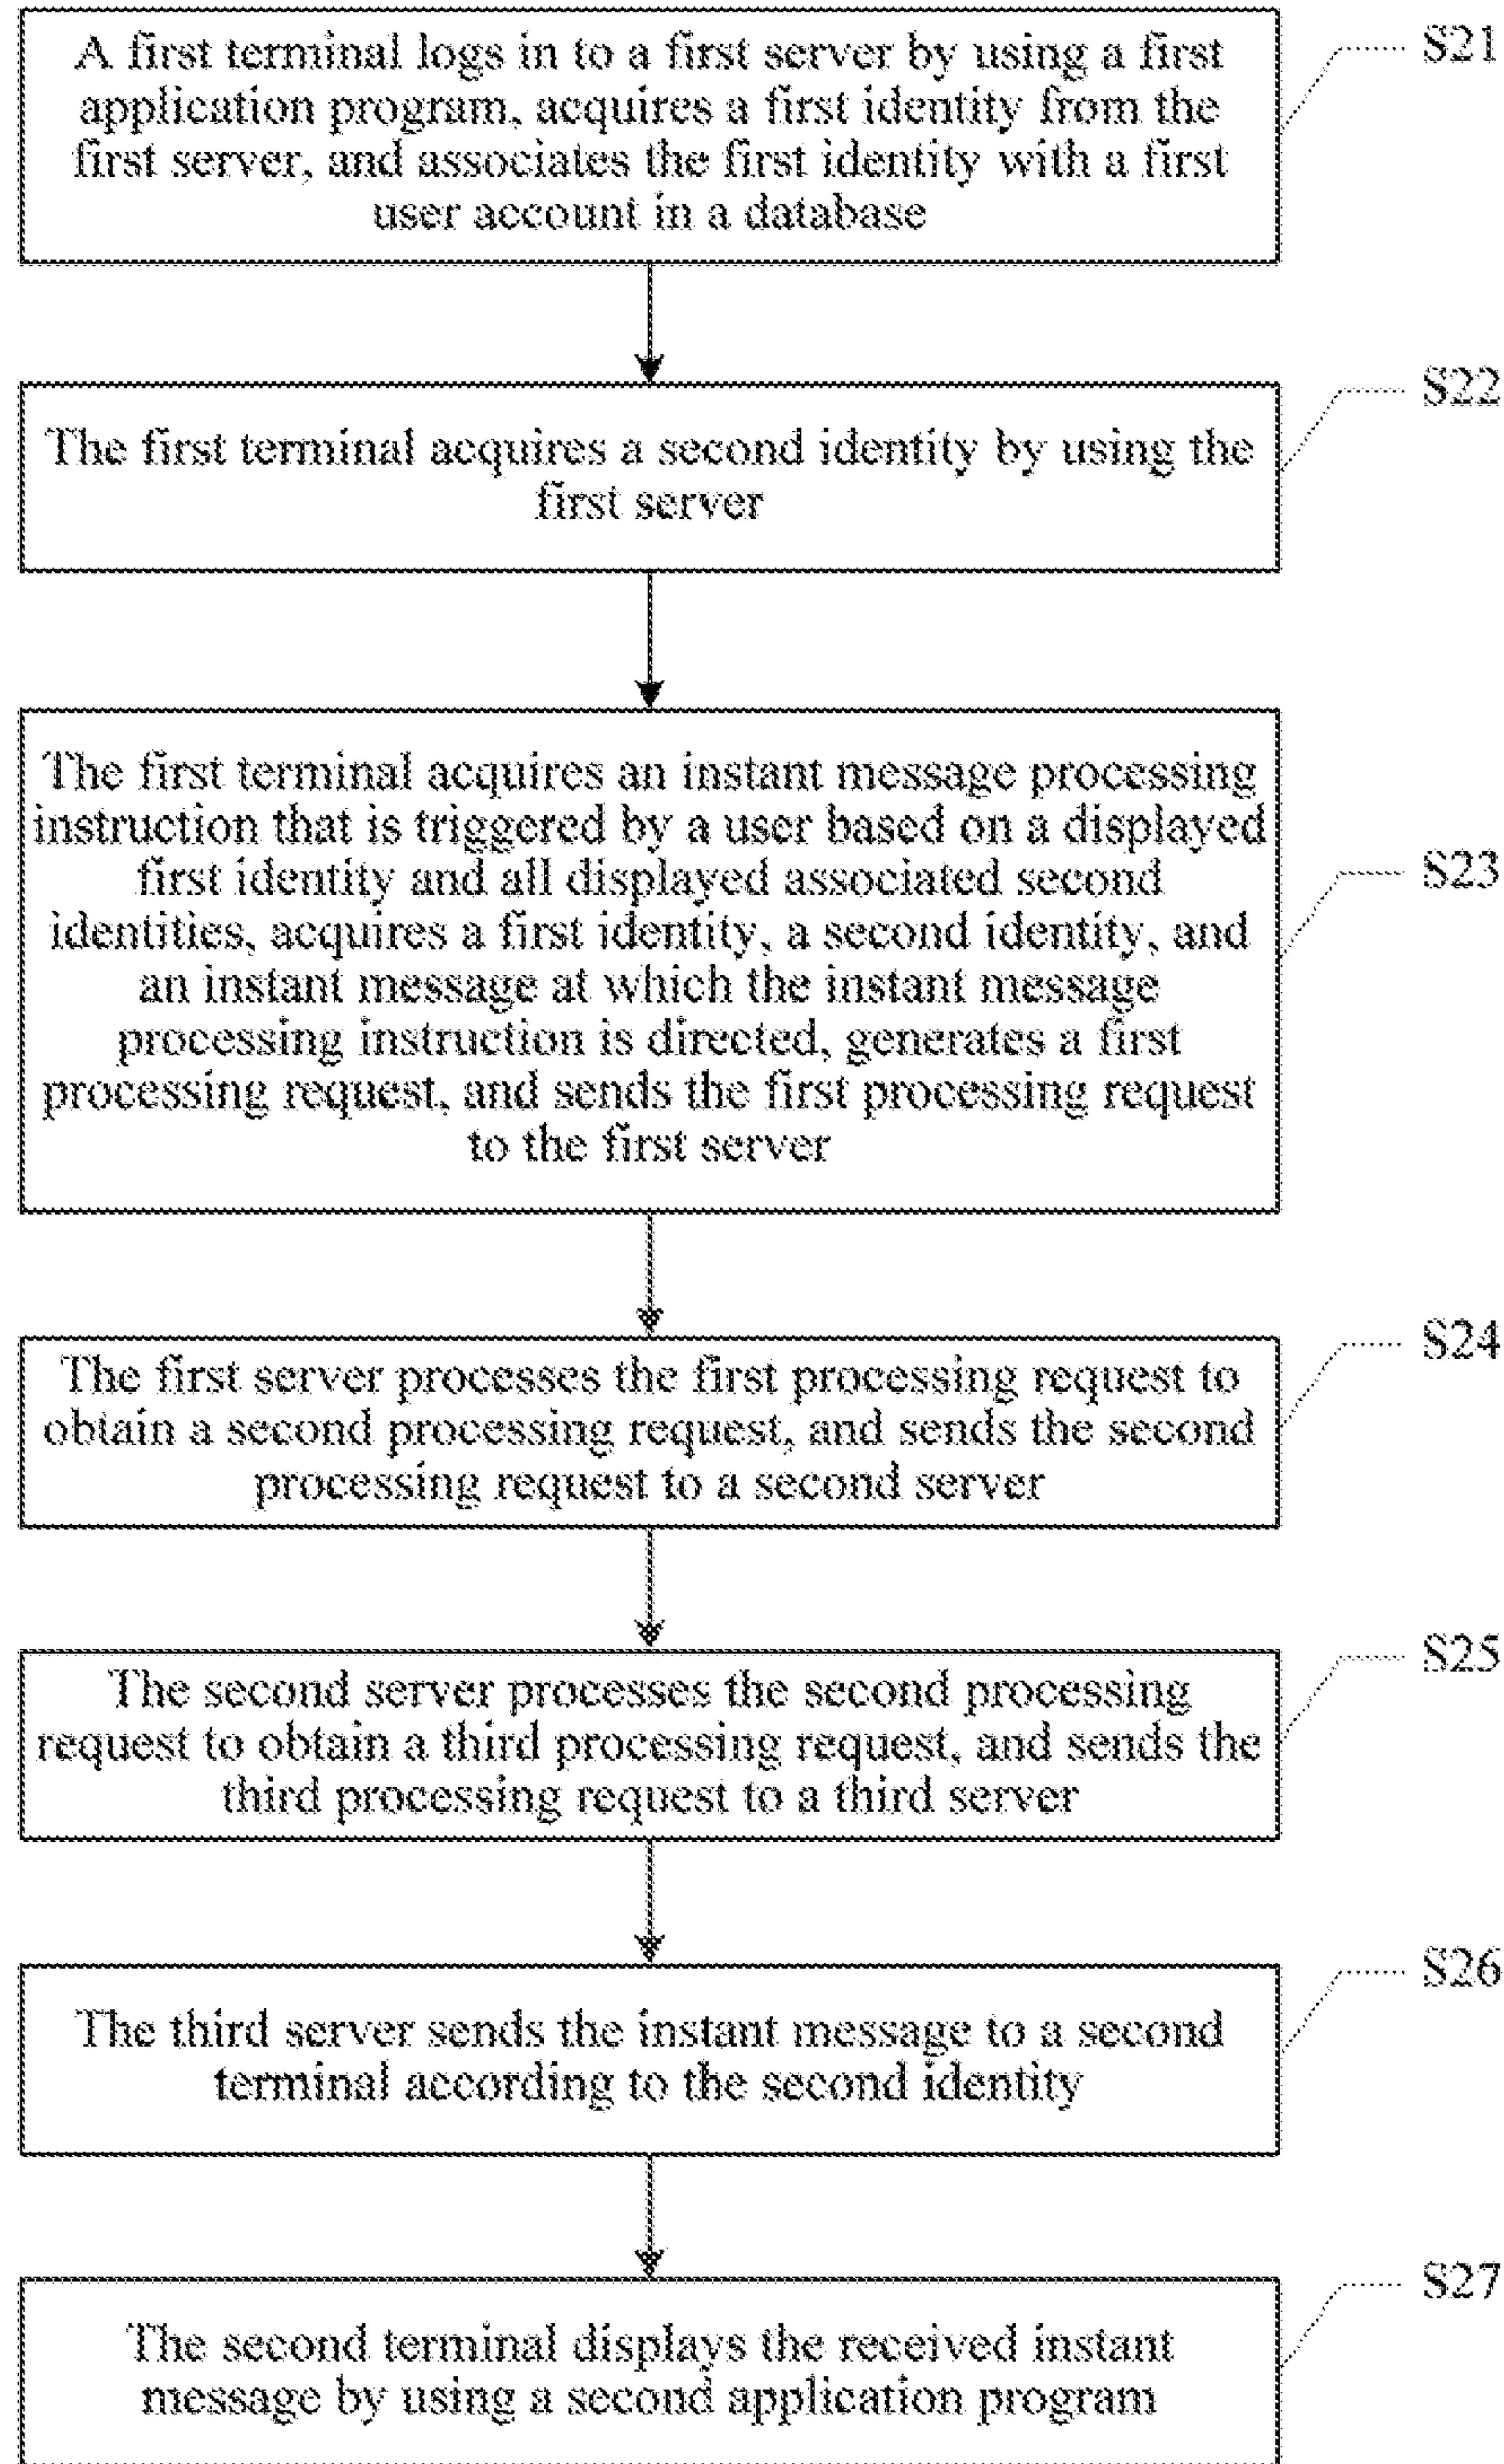 A first terminal logs in to a first server by using a first
application program, acquires a first identity from the
first server, and associates the first identity with a first
user account in a database
S21
The first terminal acquires a second identity by using the
first server
S22
The first terminal acquires an instant message processing
instruction that is triggered by a user based on a displayed
first identity and all displayed associated second
identities, acquires a first identity, a second identity, and
an instant message at which the instant message
processing instruction is directed, generates a first
processing request, and sends the first processing request
to the first server
S23
The first server processes the first processing request to
obtain a second processing request, and sends the second
processing request to a second server
S24
The second server processes the second processing
request to obtain a third processing request, and sends the
third processing request to a third server
S25
The third server sends the instant message to a second
terminal according to the second identity
S26
The second terminal displays the received instant
message by using a second application program
S27